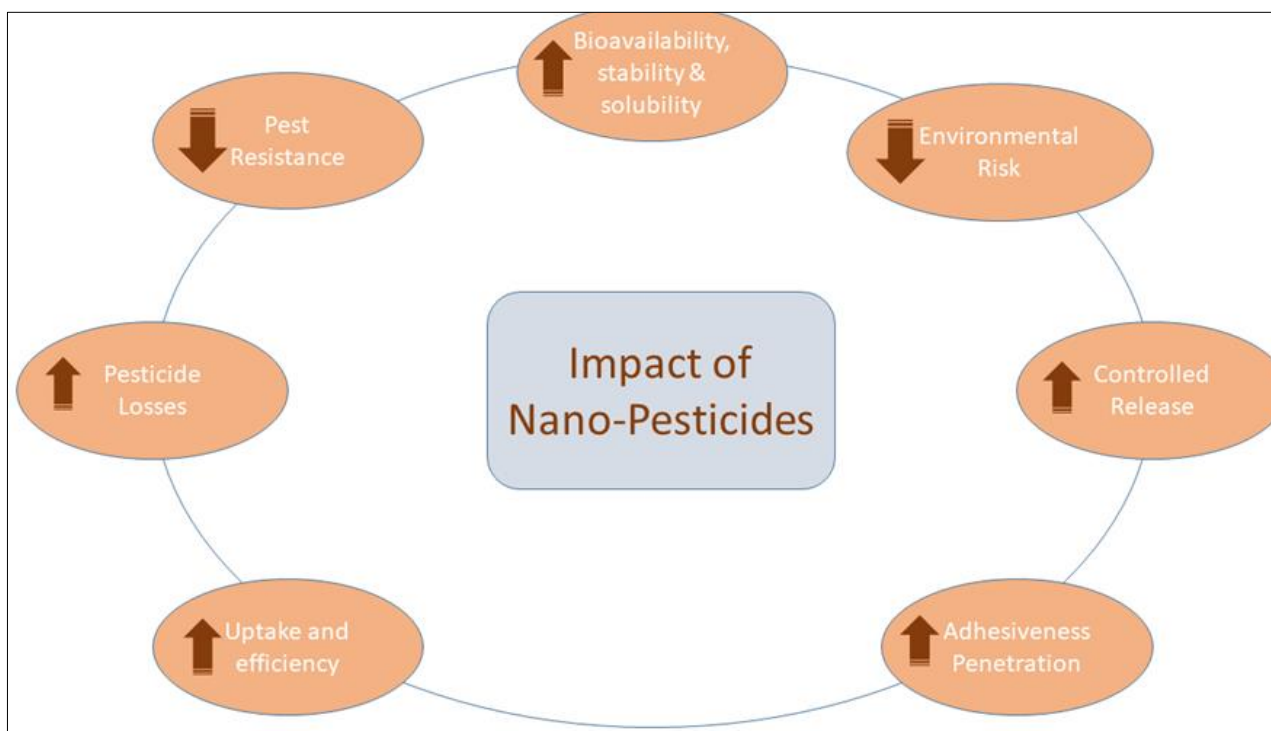 Bioavailability,
stability &
solubility
Pest
Resistance
Environmental
Risk
Impact of
Nano-Pesticides
Pesticide
Losses
Controlled
Release
Uptake and
efficiency
Adhesiveness
Penetration